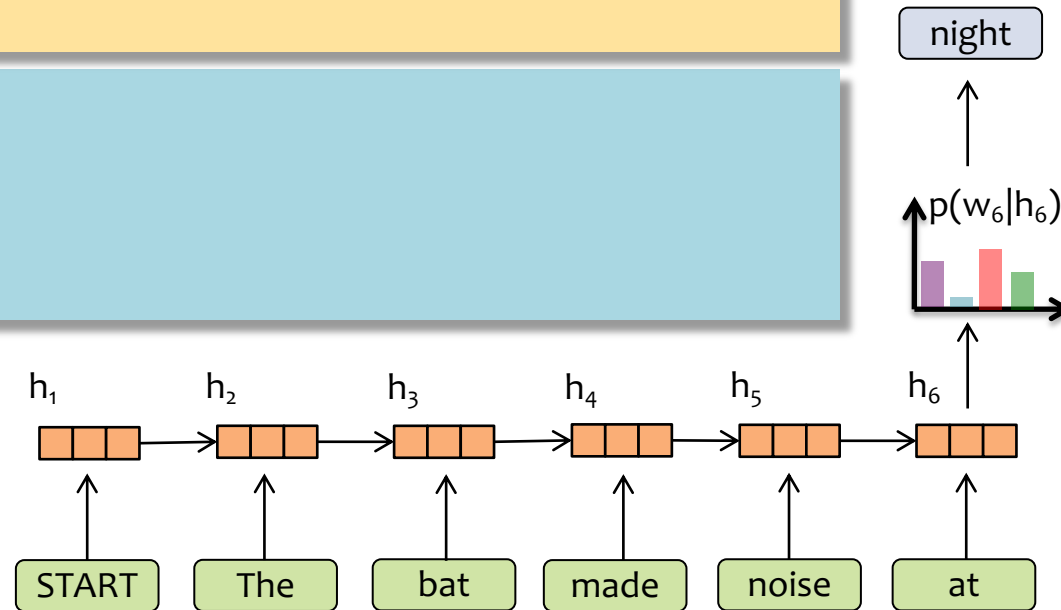 night
p(w₆|h₆)
h₁ h₂ h₃ h₄ h₅ h₆
START The bat made noise at